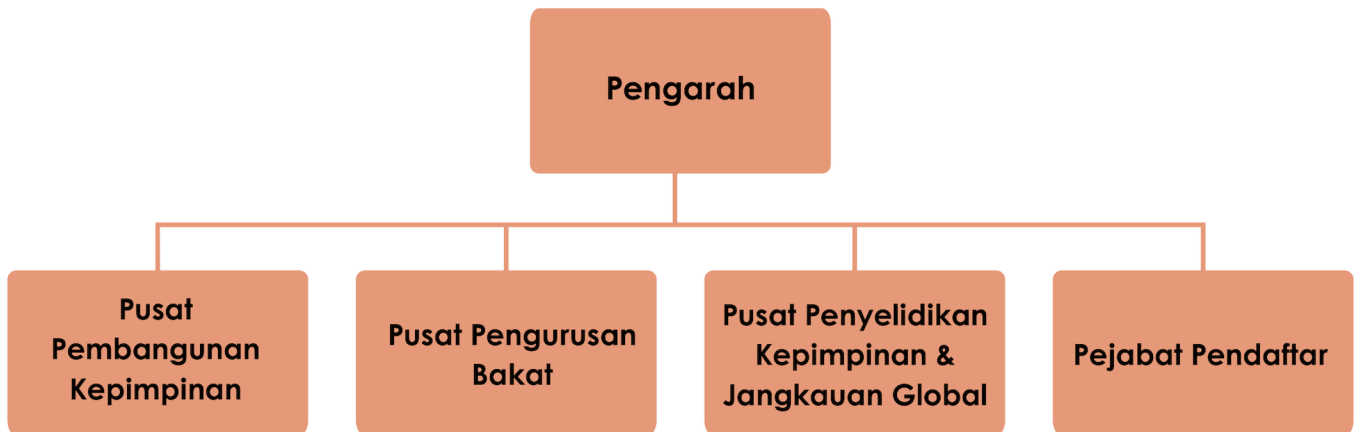 Pengarah
Pusat
Pembangunan
Kepimpinan
Pusat Pengurusan
Bakat
Pusat Penyelidikan
Kepimpinan &
Jangkauan Global
Pejabat Pendaftar